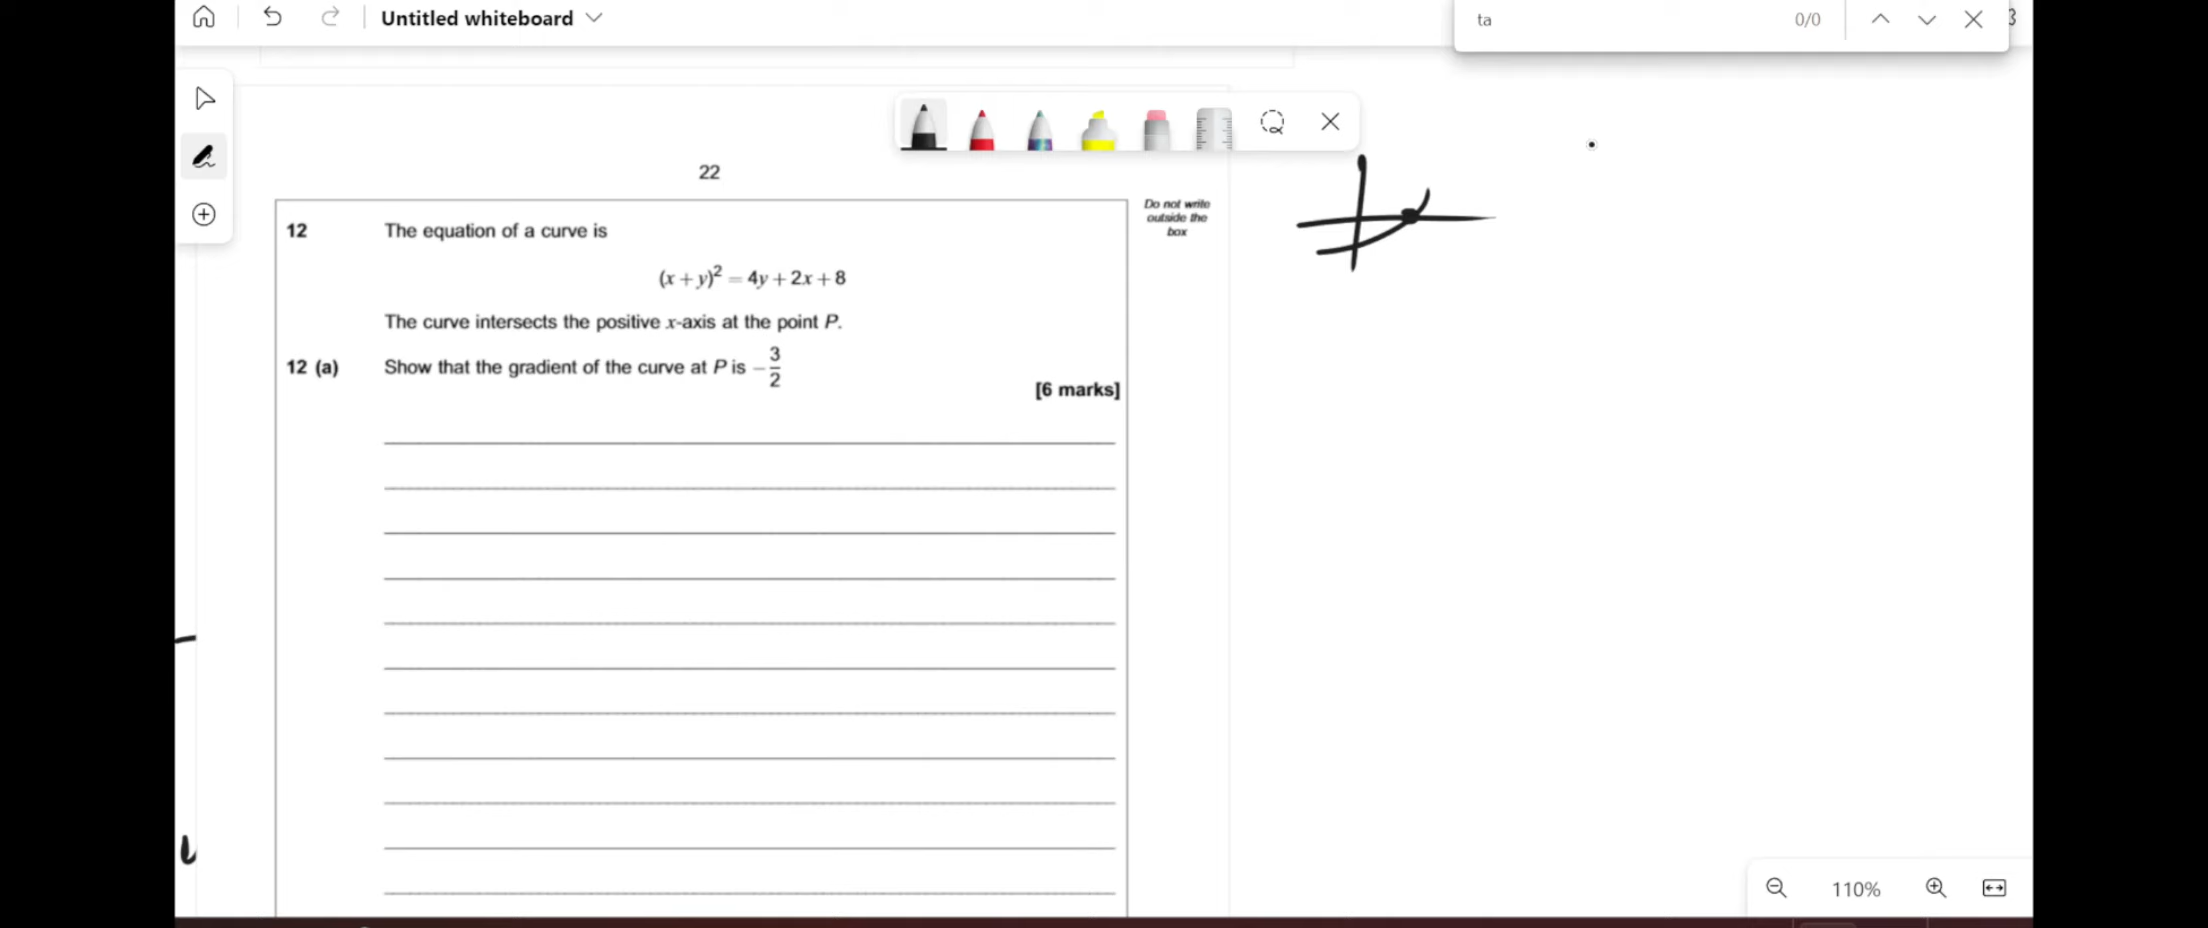 Untitled whiteboard
ta 0/0
22
Do not write
outside the
box
12 The equation of a curve is
(x + y)² = 4y + 2x + 8
The curve intersects the positive x-axis at the point P.
12 (a) Show that the gradient of the curve at P is −3/2
[6 marks]
110%